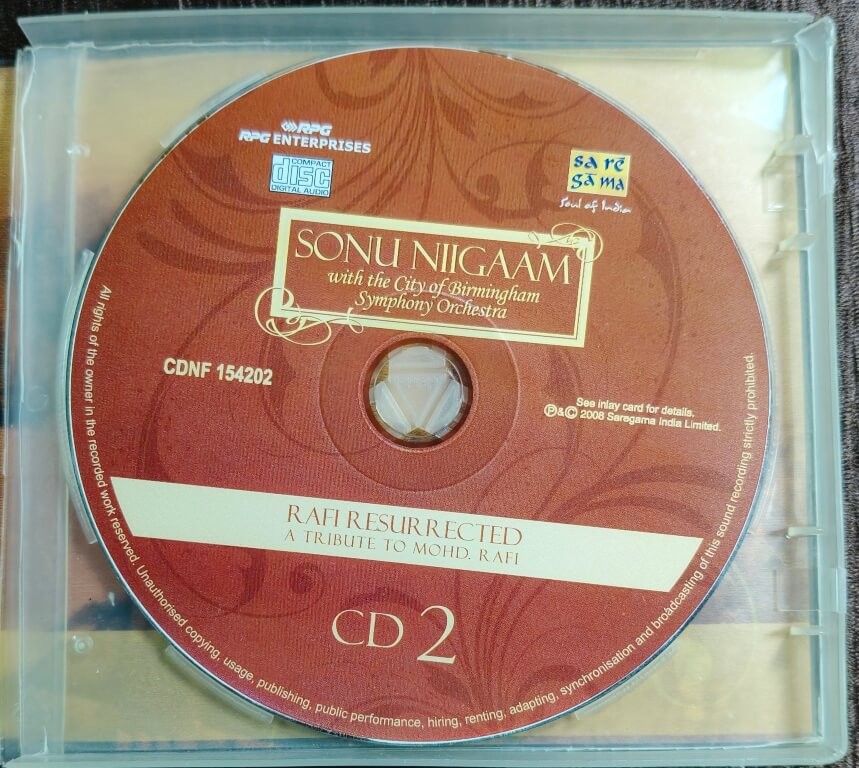 RPG
RPG ENTERPRISES
COMPACT
disc
DIGITAL AUDIO
sa rē
gā ma
Soul of India
SONU NIIGAAM
with the City of Birmingham
Symphony Orchestra
CDNF 154202
See inlay card for details.
℗&© 2008 Saregama India Limited.
RAFI RESURRECTED
A TRIBUTE TO MOHD. RAFI
CD 2
All rights of the owner in the recorded work reserved. Unauthorised copying, usage, publishing, public performance, hiring, renting, adapting, synchronisation and broadcasting of this sound recording strictly prohibited.